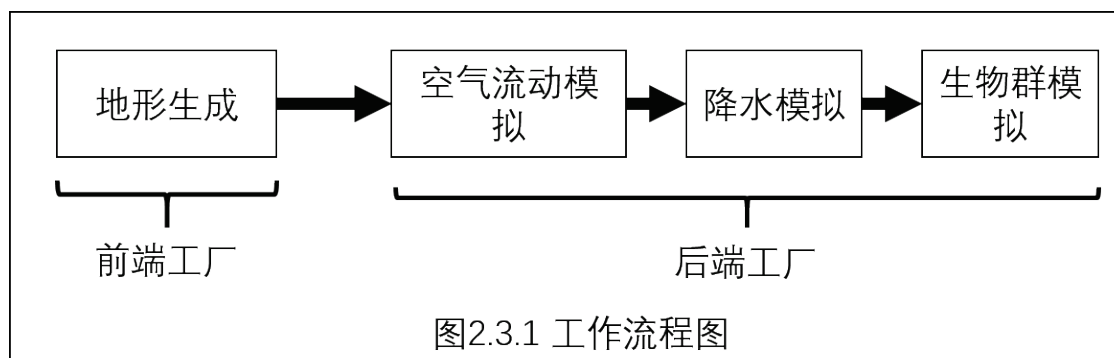 地形生成
空气流动模
拟
降水模拟
生物群模
拟
前端工厂
后端工厂
图2.3.1 工作流程图